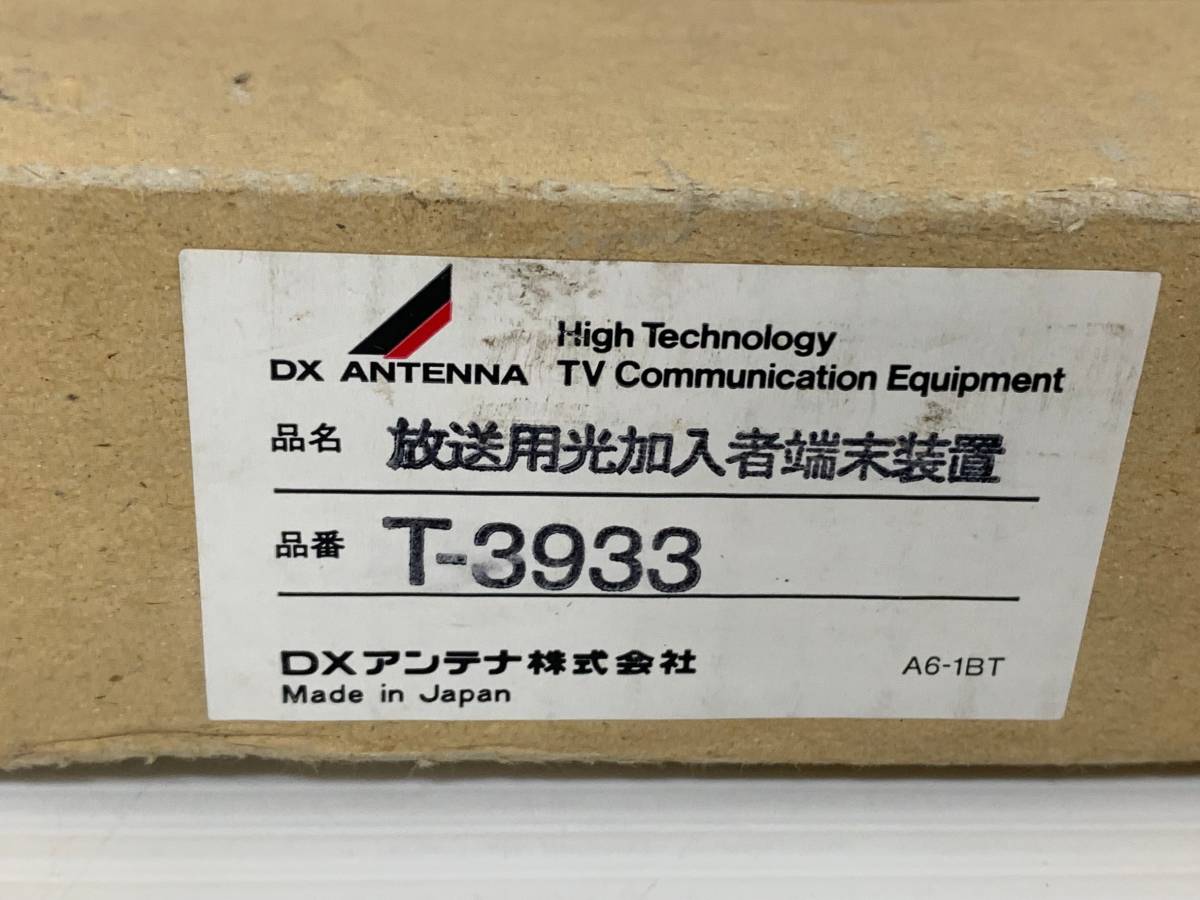 DX ANTENNA
High Technology
TV Communication Equipment
品名 放送用光加入者端末装置
品番 T-3933
DXアンテナ株式会社
Made in Japan
A6-1BT